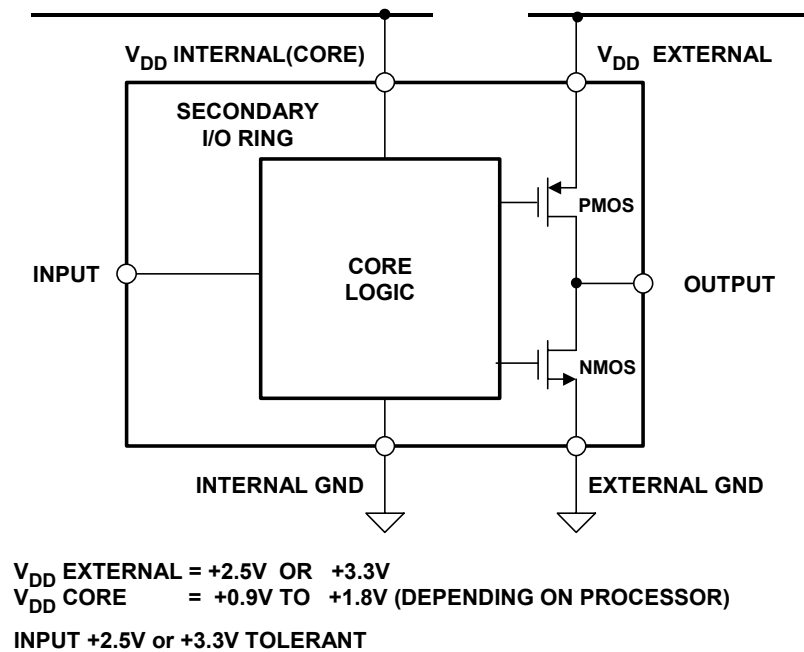 V_DD INTERNAL(CORE)
V_DD EXTERNAL
SECONDARY
I/O RING
PMOS
INPUT
CORE
LOGIC
OUTPUT
NMOS
INTERNAL GND
EXTERNAL GND
V_DD EXTERNAL = +2.5V OR +3.3V
V_DD CORE = +0.9V TO +1.8V (DEPENDING ON PROCESSOR)
INPUT +2.5V or +3.3V TOLERANT